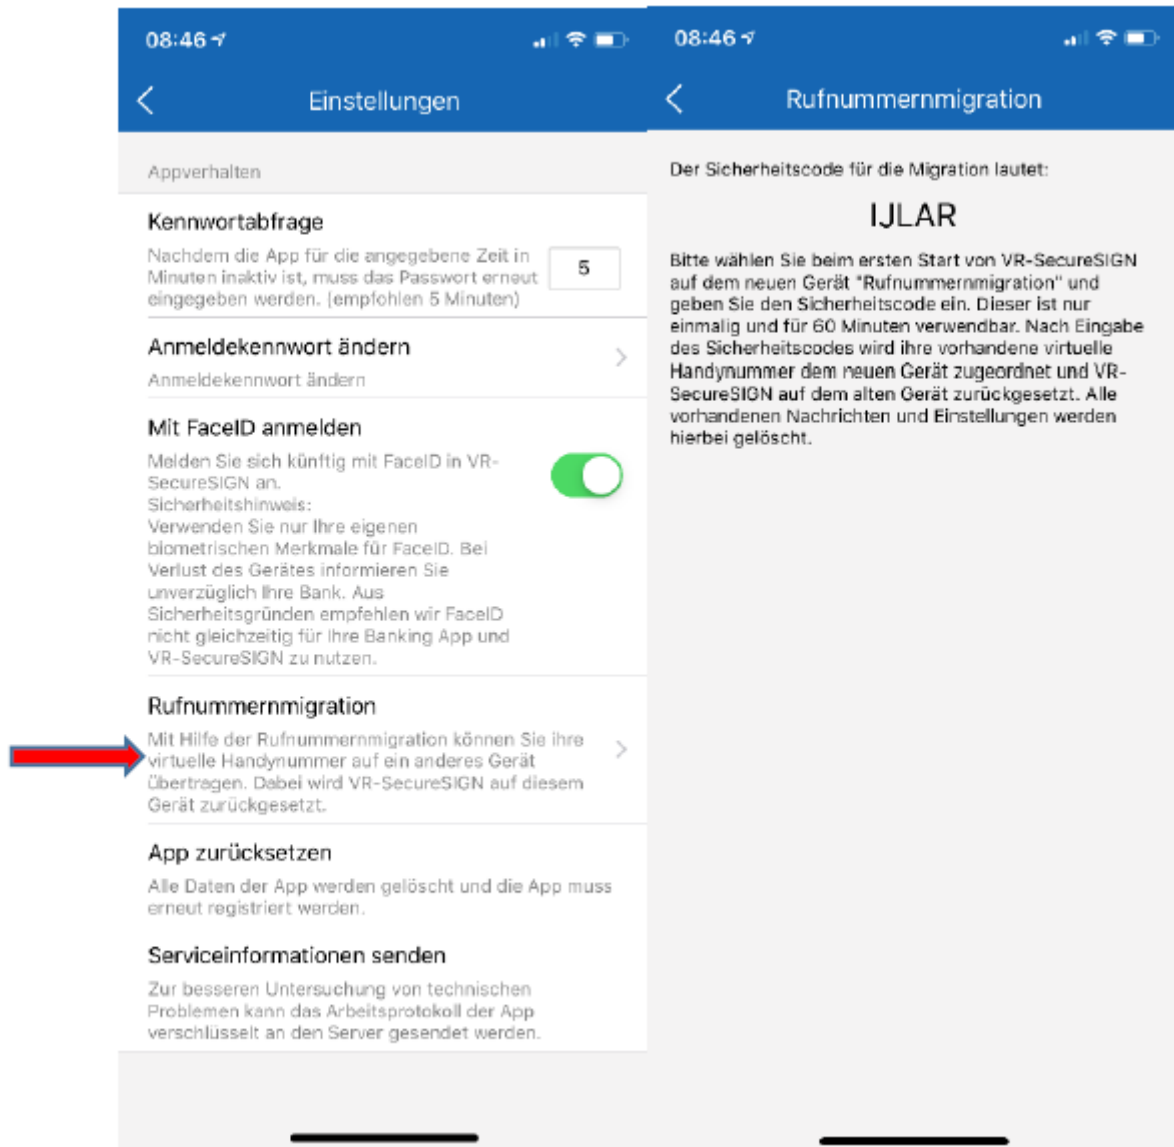 08:46
Einstellungen
Appverhalten
Kennwortabfrage
Nachdem die App für die angegebene Zeit in
Minuten inaktiv ist, muss das Passwort erneut
eingegeben werden. (empfohlen 5 Minuten)
5
Anmeldekennwort ändern
Anmeldekennwort ändern
Mit FaceID anmelden
Melden Sie sich künftig mit FaceID in VR-
SecureSIGN an.
Sicherheitshinweis:
Verwenden Sie nur Ihre eigenen
biometrischen Merkmale für FaceID. Bei
Verlust des Gerätes informieren Sie
unverzüglich Ihre Bank. Aus
Sicherheitsgründen empfehlen wir FaceID
nicht gleichzeitig für Ihre Banking App und
VR-SecureSIGN zu nutzen.
Rufnummernmigration
Mit Hilfe der Rufnummernmigration können Sie ihre
virtuelle Handynummer auf ein anderes Gerät
übertragen. Dabei wird VR-SecureSIGN auf diesem
Gerät zurückgesetzt.
App zurücksetzen
Alle Daten der App werden gelöscht und die App muss
erneut registriert werden.
Serviceinformationen senden
Zur besseren Untersuchung von technischen
Problemen kann das Arbeitsprotokoll der App
verschlüsselt an den Server gesendet werden.
08:46
Rufnummernmigration
Der Sicherheitscode für die Migration lautet:
IJLAR
Bitte wählen Sie beim ersten Start von VR-SecureSIGN
auf dem neuen Gerät "Rufnummernmigration" und
geben Sie den Sicherheitscode ein. Dieser ist nur
einmalig und für 60 Minuten verwendbar. Nach Eingabe
des Sicherheitscodes wird ihre vorhandene virtuelle
Handynummer dem neuen Gerät zugeordnet und VR-
SecureSIGN auf dem alten Gerät zurückgesetzt. Alle
vorhandenen Nachrichten und Einstellungen werden
hierbei gelöscht.